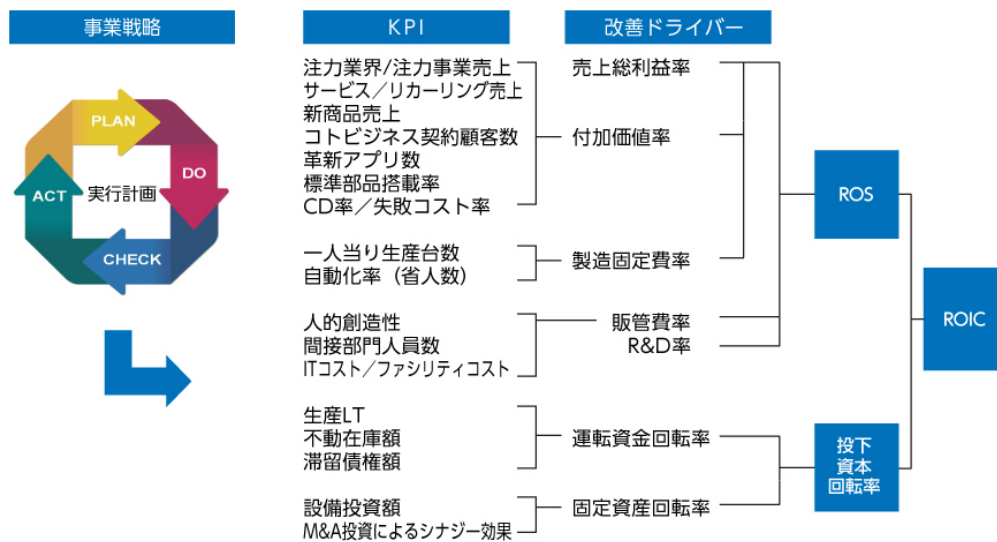 事業戦略
PLAN
DO
CHECK
ACT
実行計画
KPI
注力業界/注力事業売上
サービス／リカーリング売上
新商品売上
コトビジネス契約顧客数
革新アプリ数
標準部品搭載率
CD率／失敗コスト率
一人当り生産台数
自動化率（省人数）
人的創造性
間接部門人員数
ITコスト／ファシリティコスト
生産LT
不動在庫額
滞留債権額
設備投資額
M&A投資によるシナジー効果
改善ドライバー
売上総利益率
付加価値率
製造固定費率
販管費率
R&D率
運転資金回転率
固定資産回転率
ROS
投下
資本
回転率
ROIC